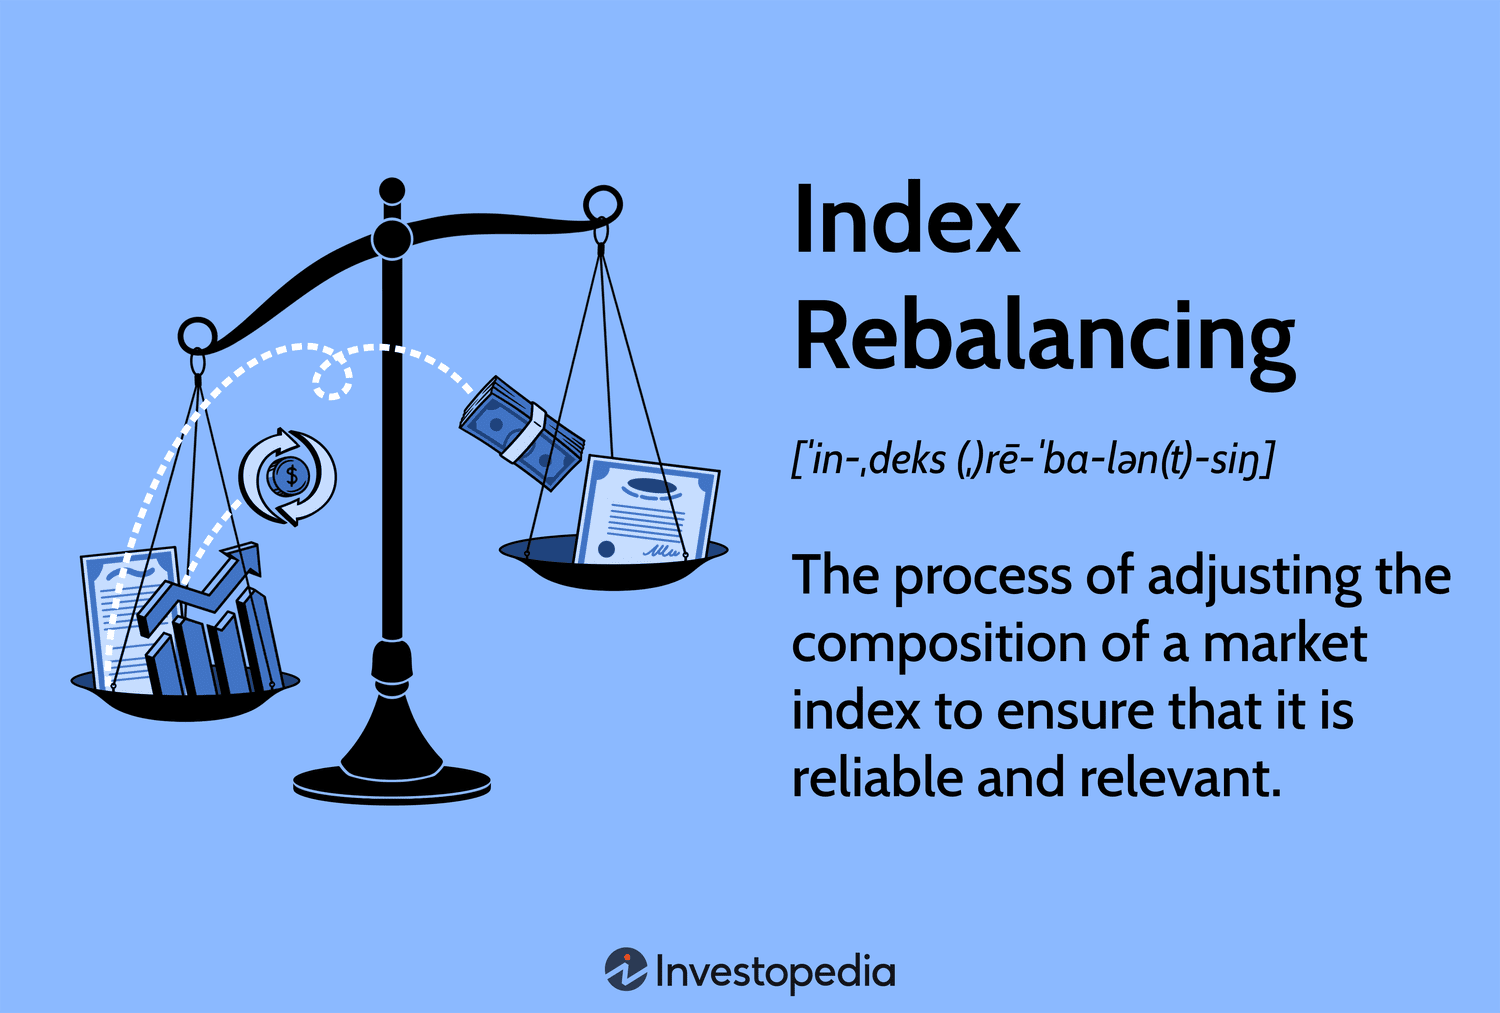 Index
Rebalancing
[ˈin-ˌdeks (ˌ)rē-ˈba-lən(t)-siŋ]
The process of adjusting the
composition of a market
index to ensure that it is
reliable and relevant.
$
Investopedia